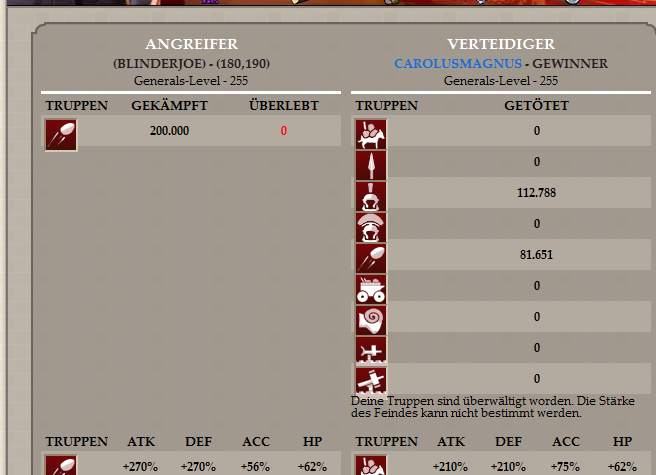 ANGREIFER
(BLINDERJOE) - (180,190)
Generals-Level - 255
TRUPPEN GEKÄMPFT ÜBERLEBT
200.000 0
VERTEIDIGER
CAROLUSMAGNUS - GEWINNER
Generals-Level - 255
TRUPPEN GETÖTET
0
0
112.788
0
81.651
0
0
0
0
Deine Truppen sind überwältigt worden. Die Stärke
des Feindes kann nicht bestimmt werden.
TRUPPEN ATK DEF ACC HP
+270% +270% +56% +62%
TRUPPEN ATK DEF ACC HP
+210% +210% +75% +62%